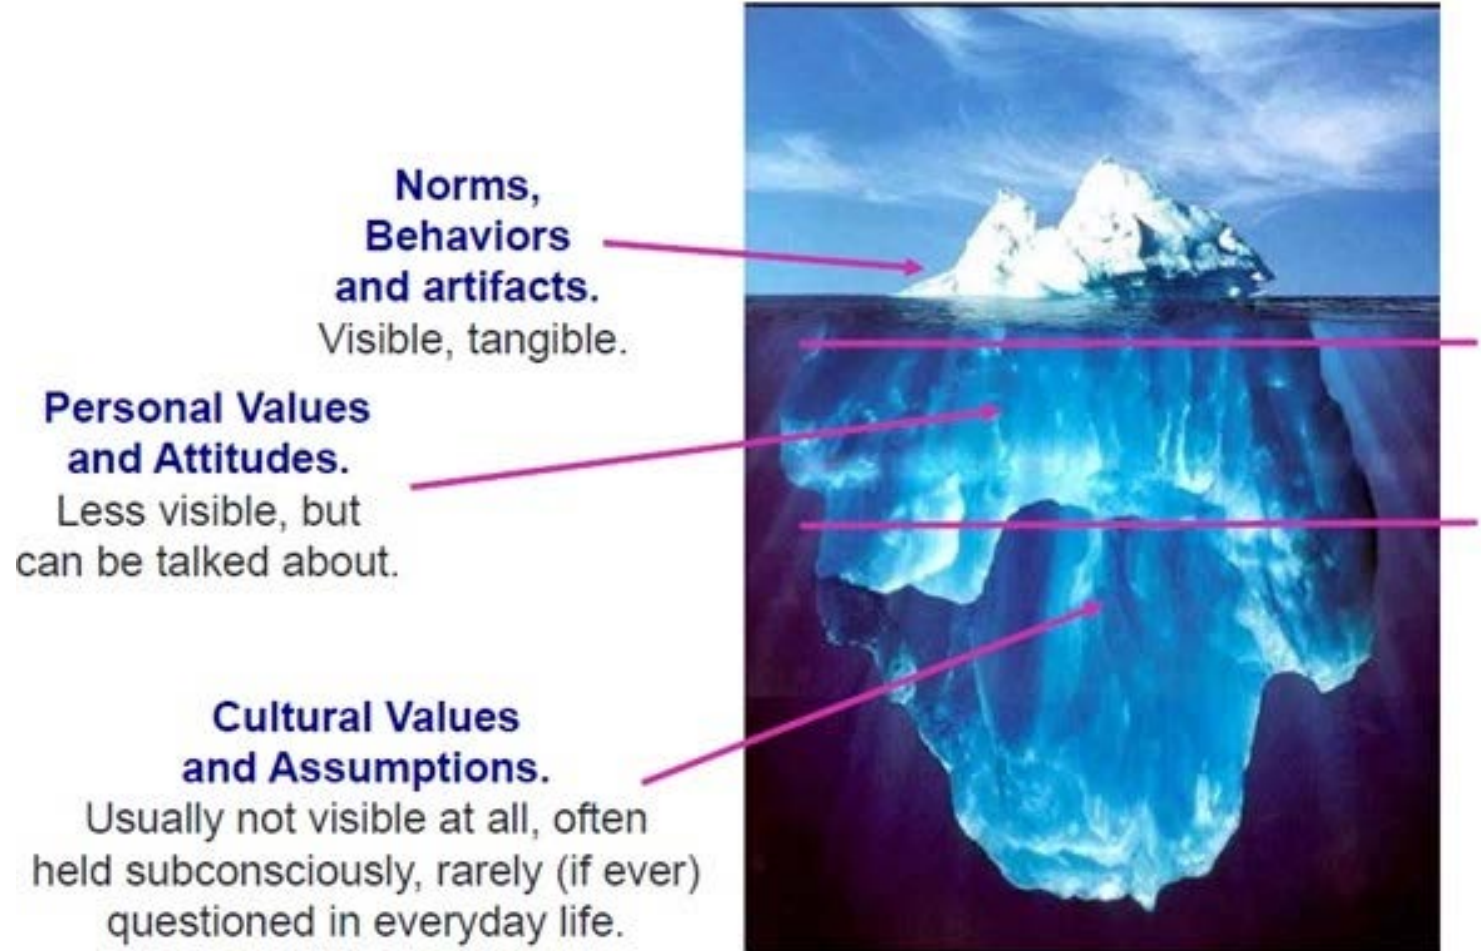 Norms,
Behaviors
and artifacts.
Visible, tangible.
Personal Values
and Attitudes.
Less visible, but
can be talked about.
Cultural Values
and Assumptions.
Usually not visible at all, often
held subconsciously, rarely (if ever)
questioned in everyday life.